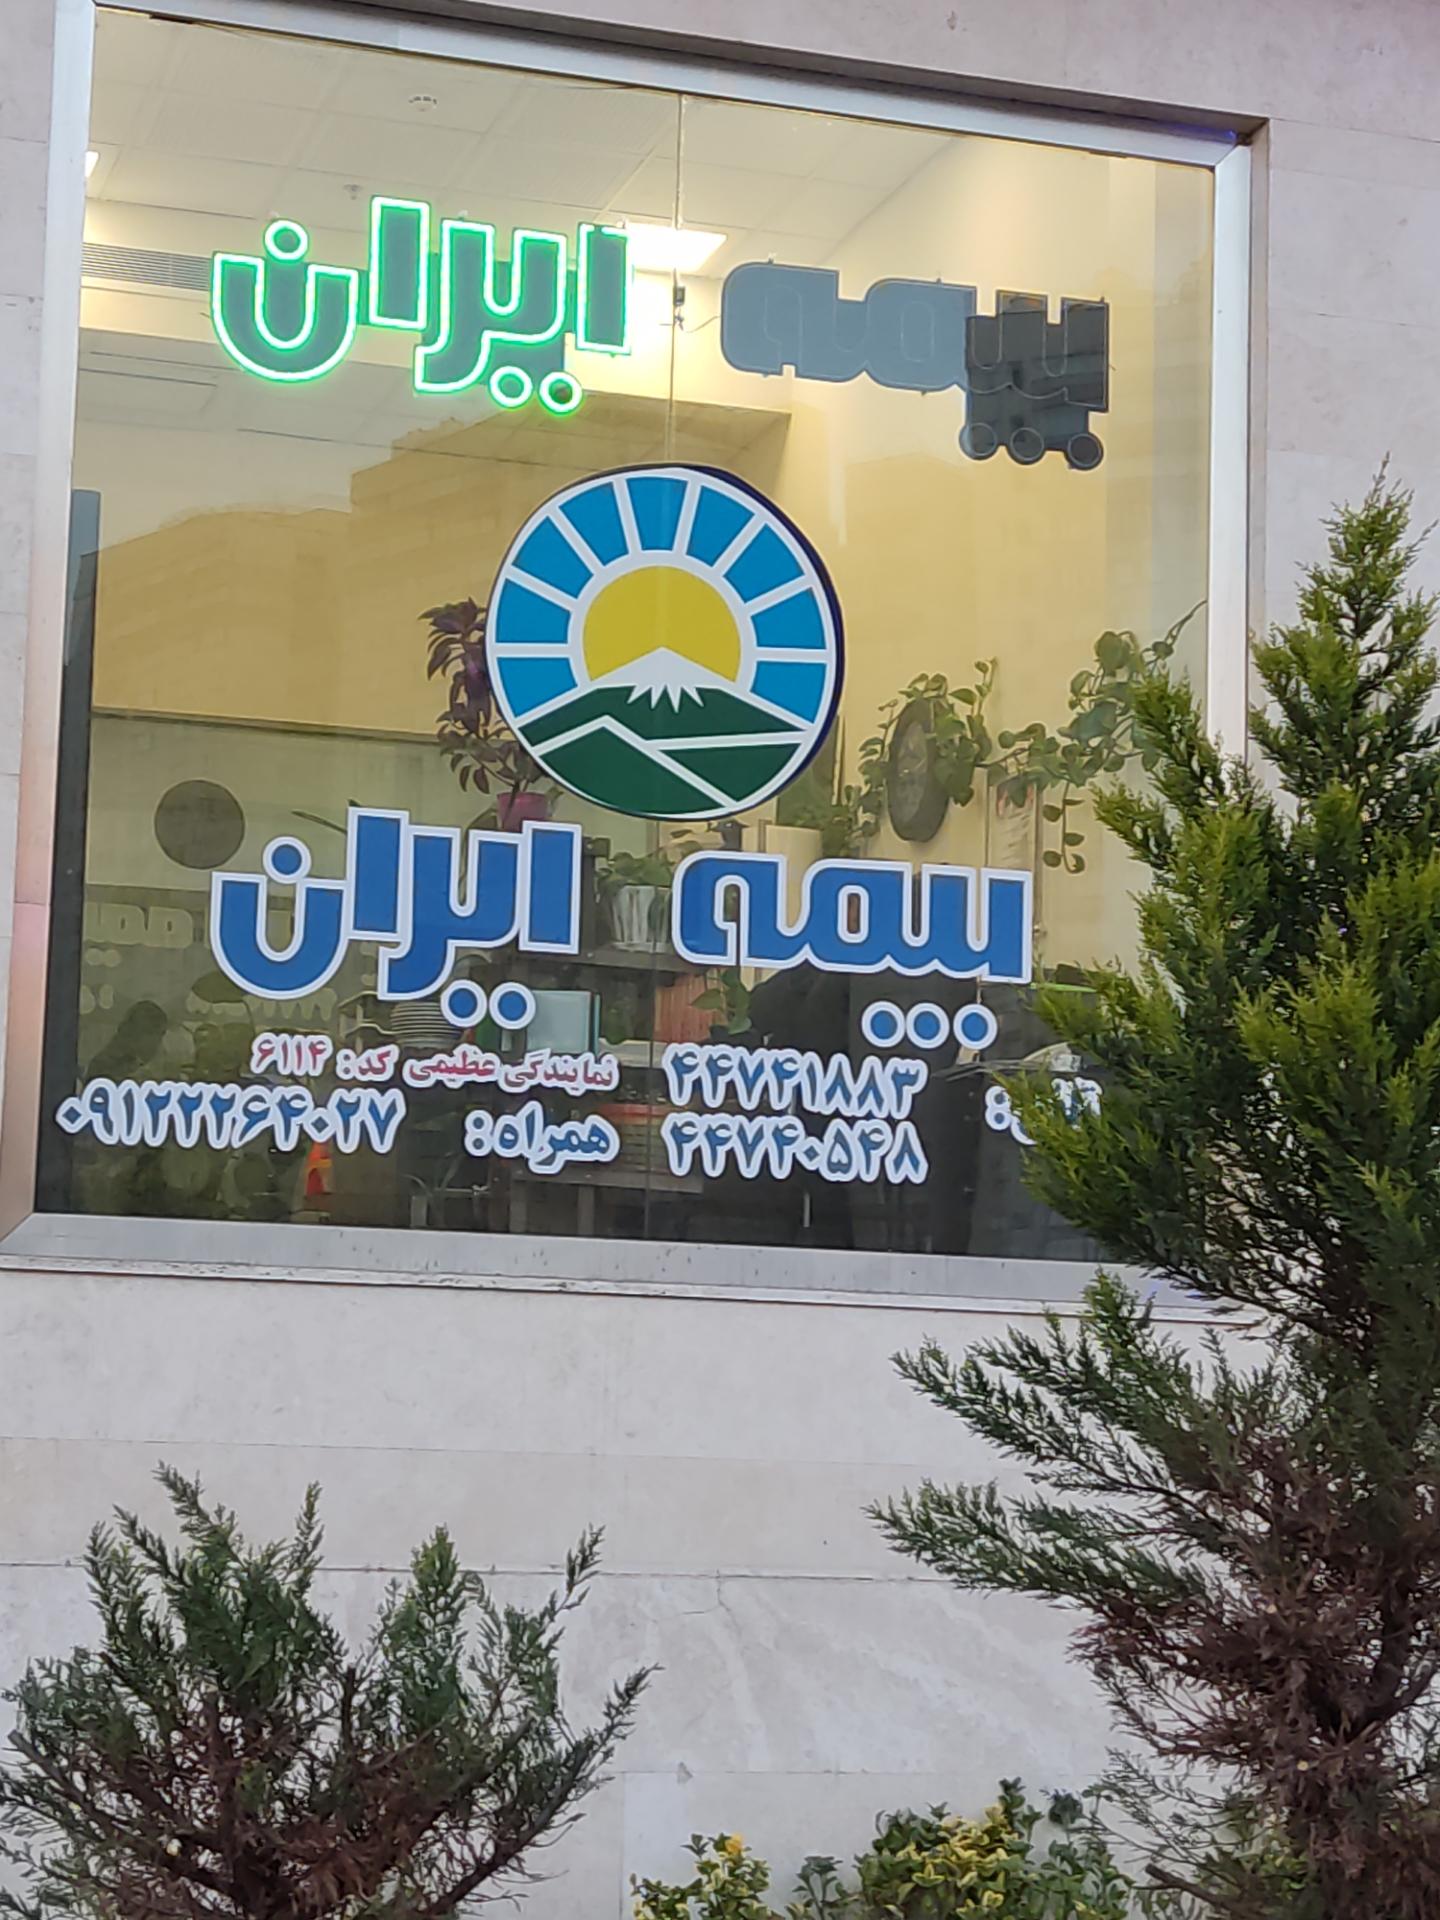 بیمه ایران
بیمه ایران
نمایندگی عظیمی کد: ۶۱۱۴
۴۴۷۴۱۸۸۳
۴۴۷۴۰۵۴۸
همراه: ۰۹۱۲۲۲۶۴۰۲۷